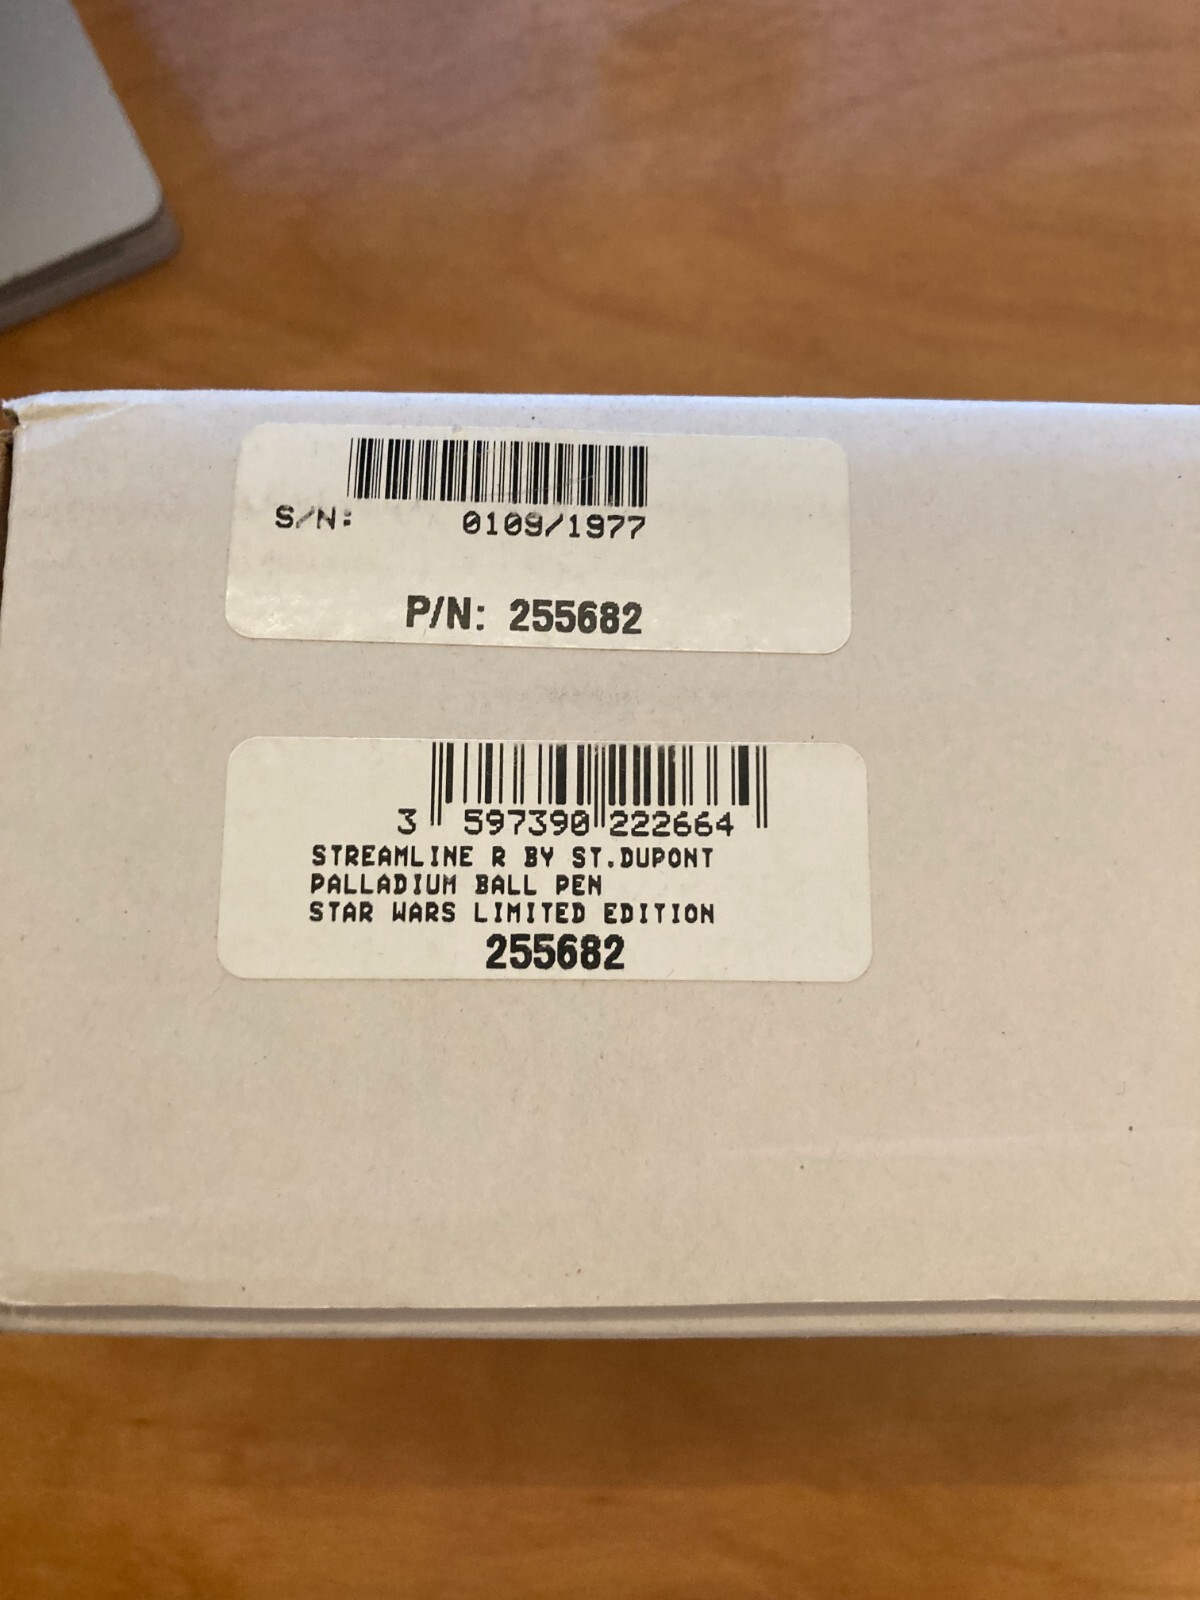 S/N: 0109/1977
P/N: 255682
3 597390 222664
STREAMLINE R BY ST.DUPONT
PALLADIUM BALL PEN
STAR WARS LIMITED EDITION
255682